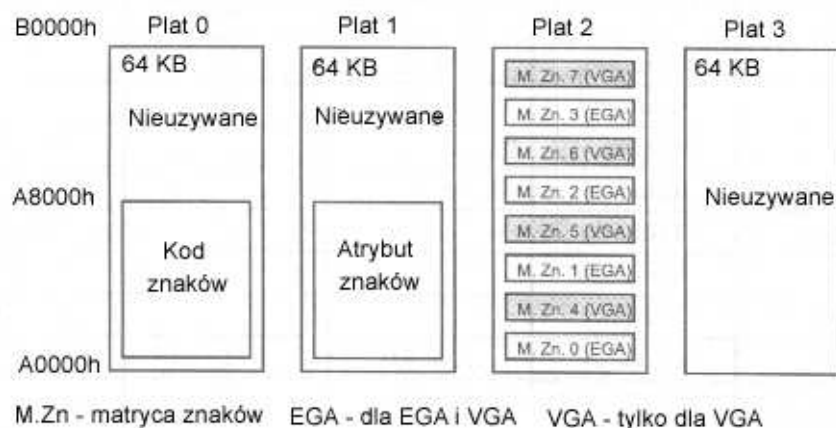 B0000h Plat 0 Plat 1 Plat 2 Plat 3
64 KB 64 KB 64 KB
M. Zn. 7 (VGA)
Nieuzywane Nieuzywane M. Zn. 3 (EGA)
M. Zn. 6 (VGA)
A8000h M. Zn. 2 (EGA) Nieuzywane
Kod Atrybut M. Zn. 5 (VGA)
znaków znaków M. Zn. 1 (EGA)
M. Zn. 4 (VGA)
A0000h M. Zn. 0 (EGA)
M.Zn - matryca znaków EGA - dla EGA i VGA VGA - tylko dla VGA